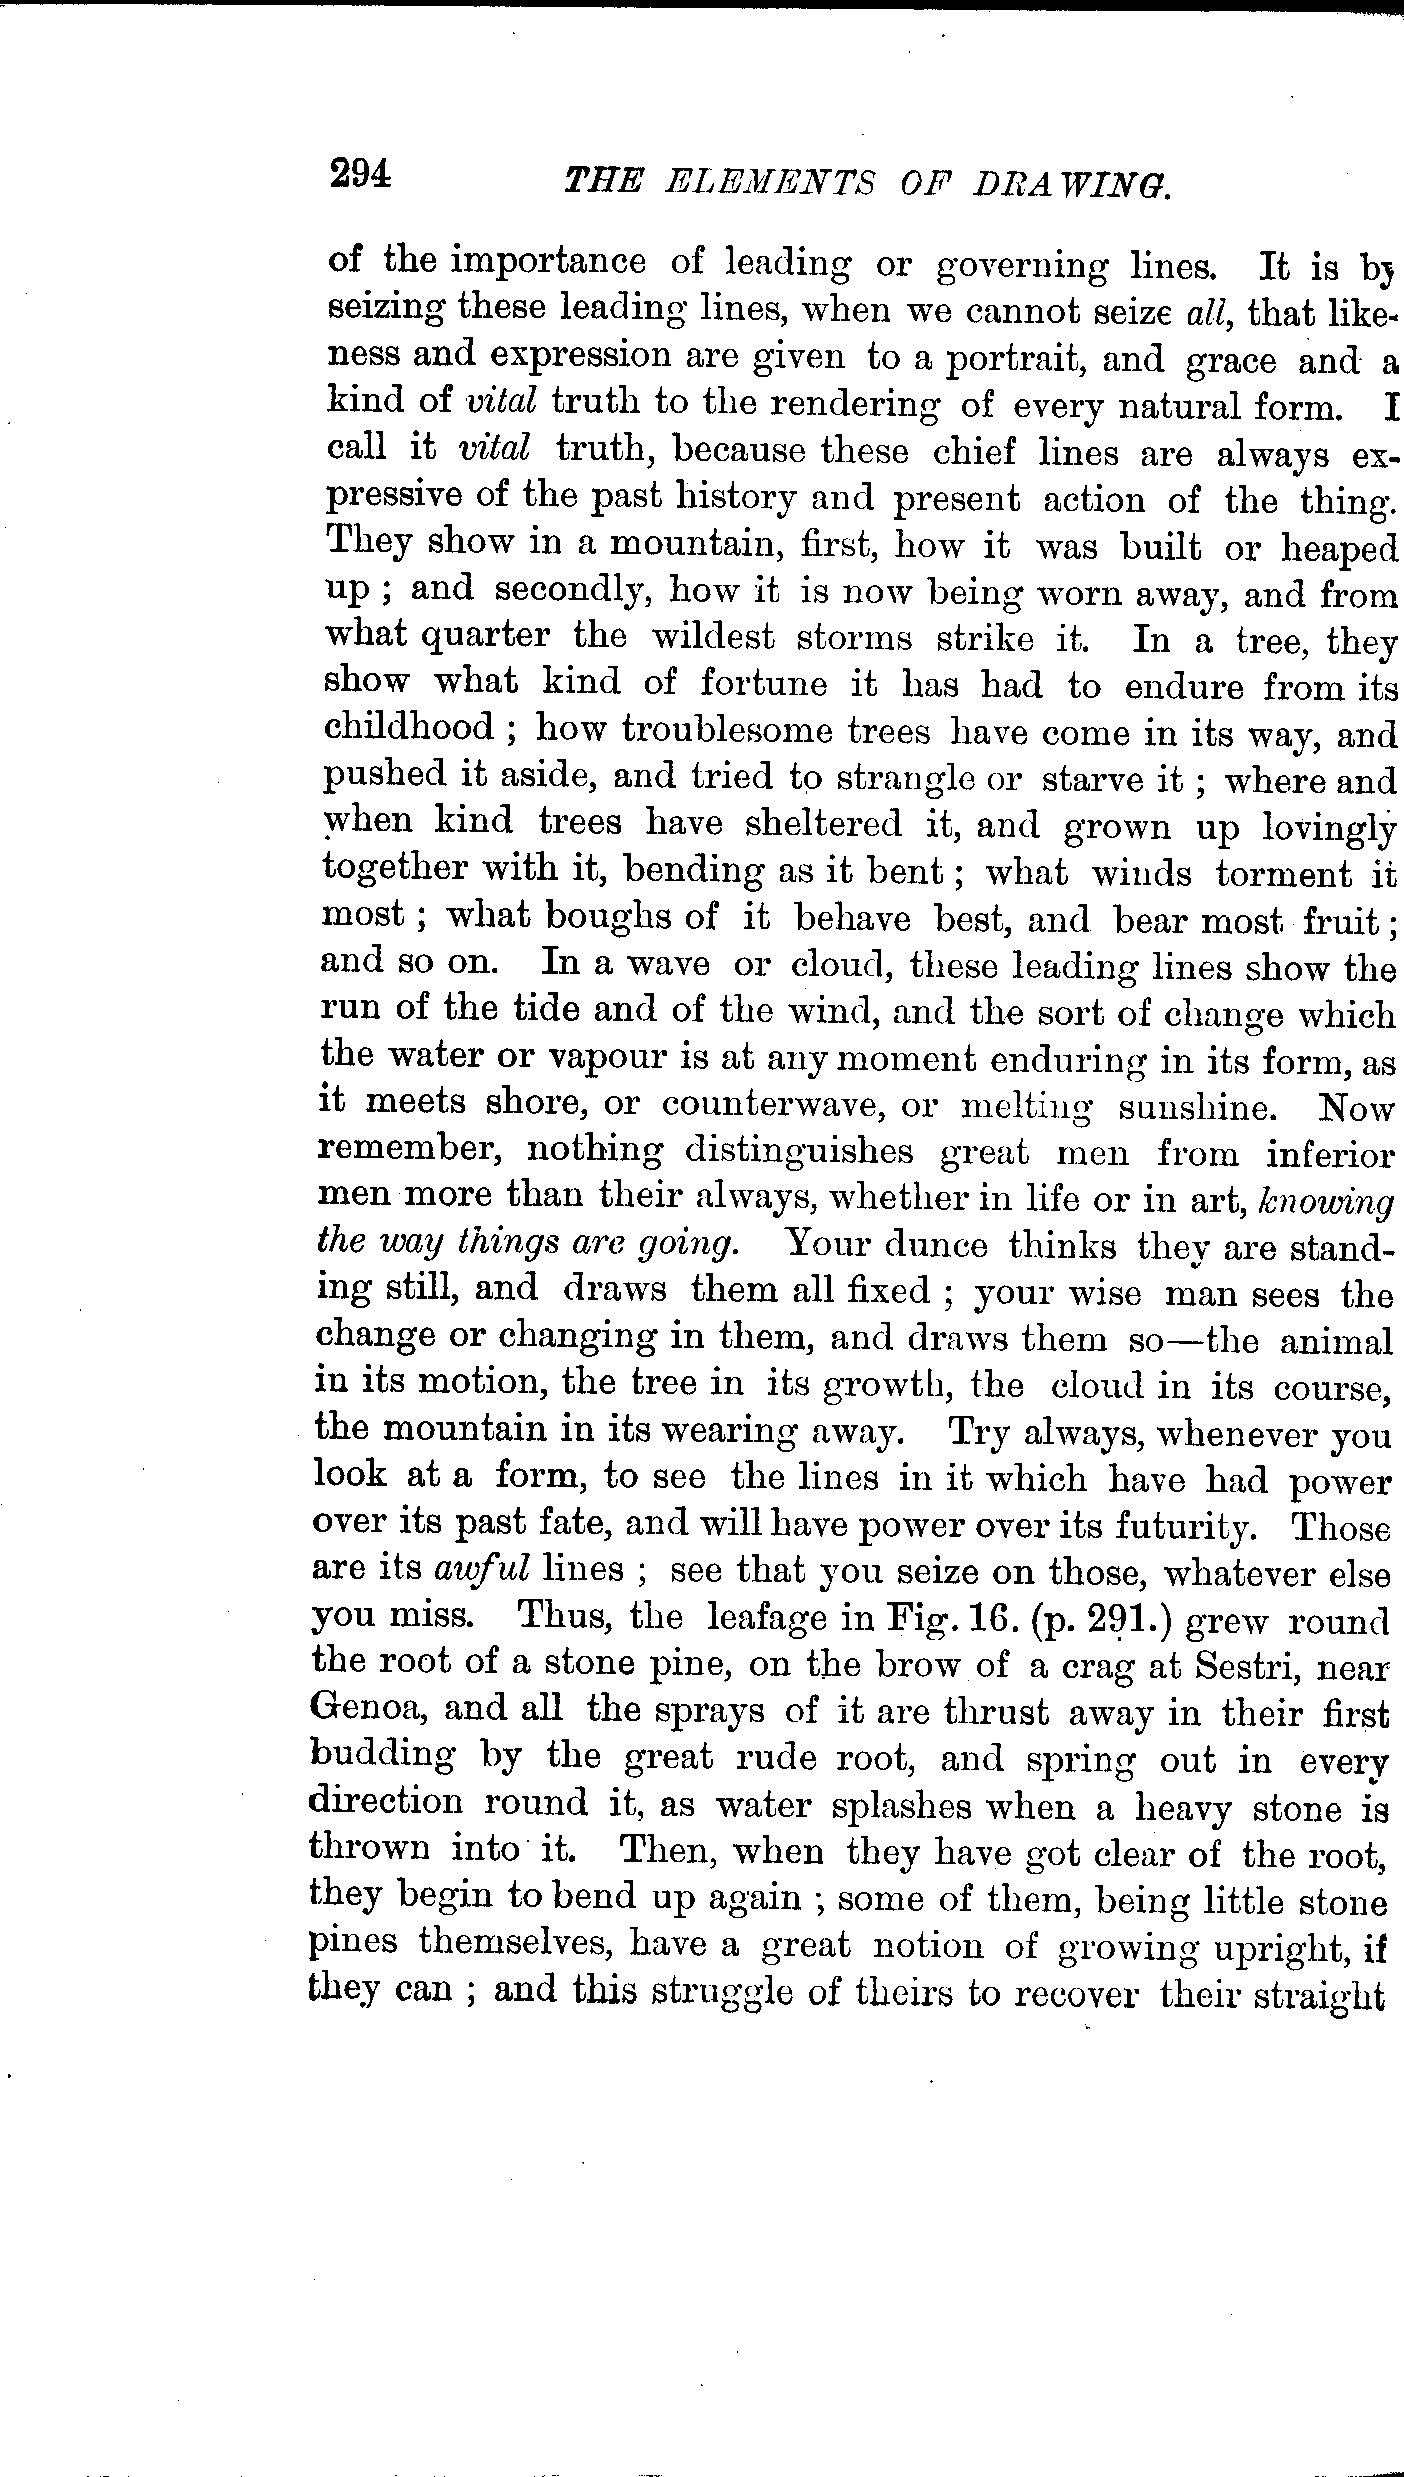 294 THE ELEMENTS OF DRAWING.
of the importance of leading or governing lines. It is by
seizing these leading lines, when we cannot seize all, that like-
ness and expression are given to a portrait, and grace and a
kind of vital truth to the rendering of every natural form. I
call it vital truth, because these chief lines are always ex-
pressive of the past history and present action of the thing.
They show in a mountain, first, how it was built or heaped
up ; and secondly, how it is now being worn away, and from
what quarter the wildest storms strike it. In a tree, they
show what kind of fortune it has had to endure from its
childhood ; how troublesome trees have come in its way, and
pushed it aside, and tried to strangle or starve it ; where and
when kind trees have sheltered it, and grown up lovingly
together with it, bending as it bent ; what winds torment it
most ; what boughs of it behave best, and bear most fruit ;
and so on. In a wave or cloud, these leading lines show the
run of the tide and of the wind, and the sort of change which
the water or vapour is at any moment enduring in its form, as
it meets shore, or counterwave, or melting sunshine. Now
remember, nothing distinguishes great men from inferior
men more than their always, whether in life or in art, knowing
the way things are going. Your dunce thinks they are stand-
ing still, and draws them all fixed ; your wise man sees the
change or changing in them, and draws them so—the animal
in its motion, the tree in its growth, the cloud in its course,
the mountain in its wearing away. Try always, whenever you
look at a form, to see the lines in it which have had power
over its past fate, and will have power over its futurity. Those
are its awful lines ; see that you seize on those, whatever else
you miss. Thus, the leafage in Fig. 16. (p. 291.) grew round
the root of a stone pine, on the brow of a crag at Sestri, near
Genoa, and all the sprays of it are thrust away in their first
budding by the great rude root, and spring out in every
direction round it, as water splashes when a heavy stone is
thrown into it. Then, when they have got clear of the root,
they begin to bend up again ; some of them, being little stone
pines themselves, have a great notion of growing upright, if
they can ; and this struggle of theirs to recover their straight